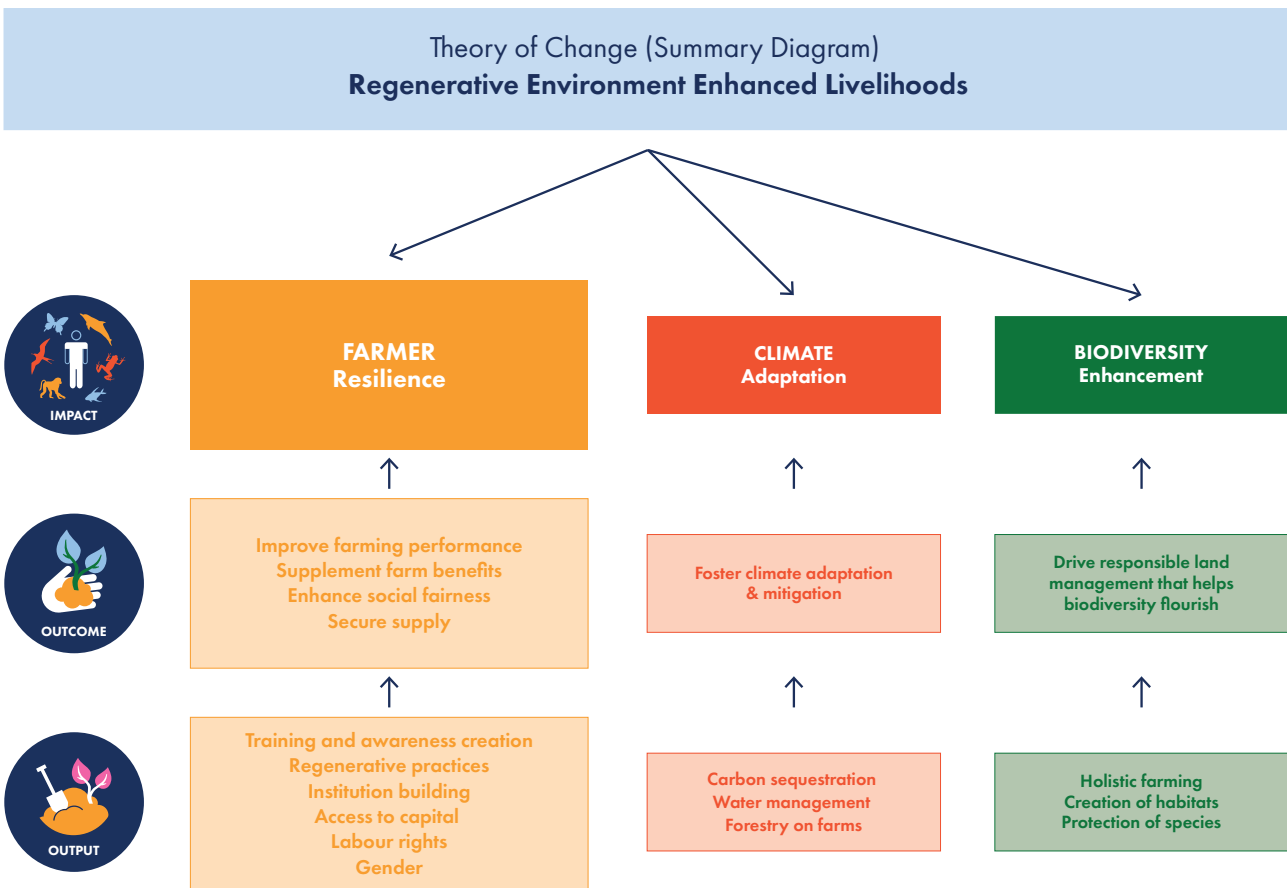 Theory of Change (Summary Diagram)
Regenerative Environment Enhanced Livelihoods
IMPACT
FARMER
Resilience
CLIMATE
Adaptation
BIODIVERSITY
Enhancement
OUTCOME
Improve farming performance
Supplement farm benefits
Enhance social fairness
Secure supply
Foster climate adaptation
& mitigation
Drive responsible land
management that helps
biodiversity flourish
OUTPUT
Training and awareness creation
Regenerative practices
Institution building
Access to capital
Labour rights
Gender
Carbon sequestration
Water management
Forestry on farms
Holistic farming
Creation of habitats
Protection of species